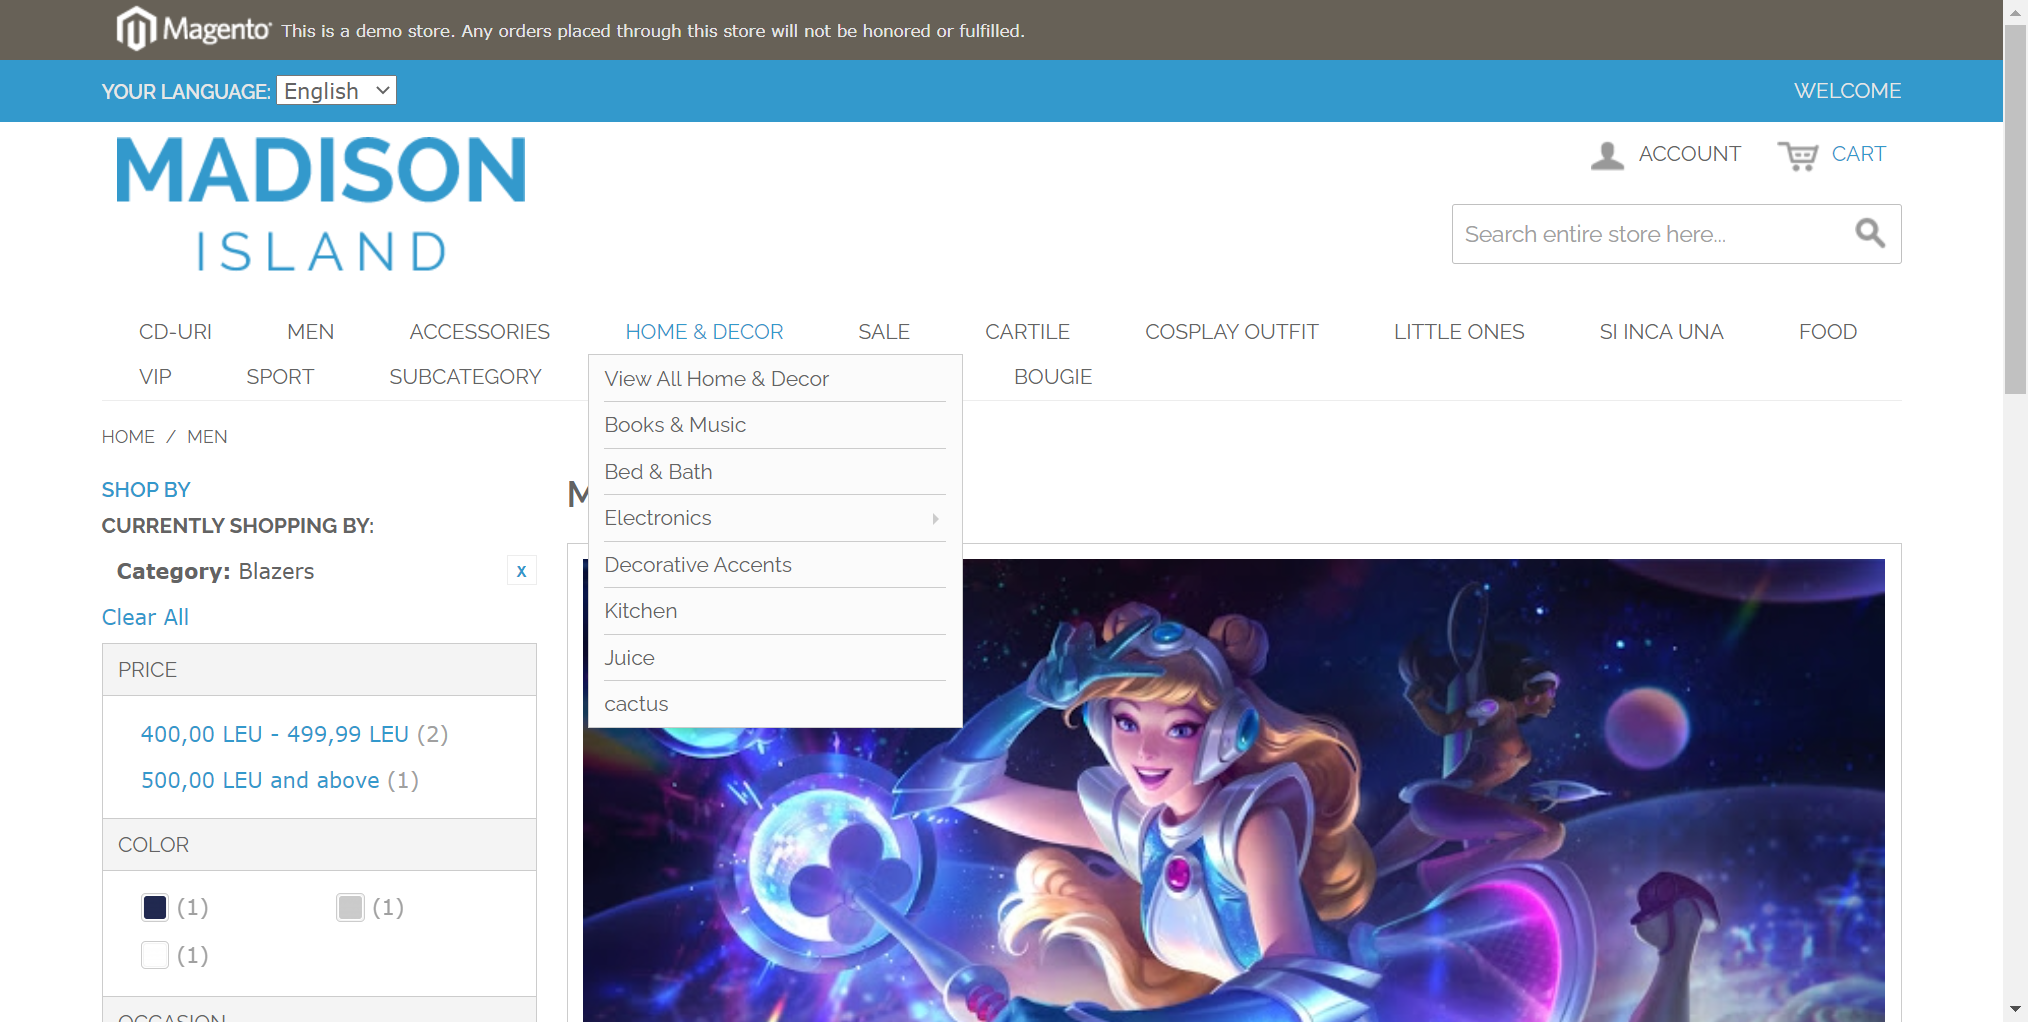 Magento® This is a demo store. Any orders placed through this store will not be honored or fulfilled.
YOUR LANGUAGE: English WELCOME
MADISON
ISLAND
ACCOUNT CART
Search entire store here...
CD-URI MEN ACCESSORIES HOME & DECOR SALE CARTILE COSPLAY OUTFIT LITTLE ONES SI INCA UNA FOOD
VIP SPORT SUBCATEGORY BOUGIE
View All Home & Decor
Books & Music
Bed & Bath
Electronics
Decorative Accents
Kitchen
Juice
cactus
HOME / MEN
SHOP BY
CURRENTLY SHOPPING BY:
Category: Blazers x
Clear All
PRICE
400,00 LEU - 499,99 LEU (2)
500,00 LEU and above (1)
COLOR
(1) (1)
(1)
OCCASION